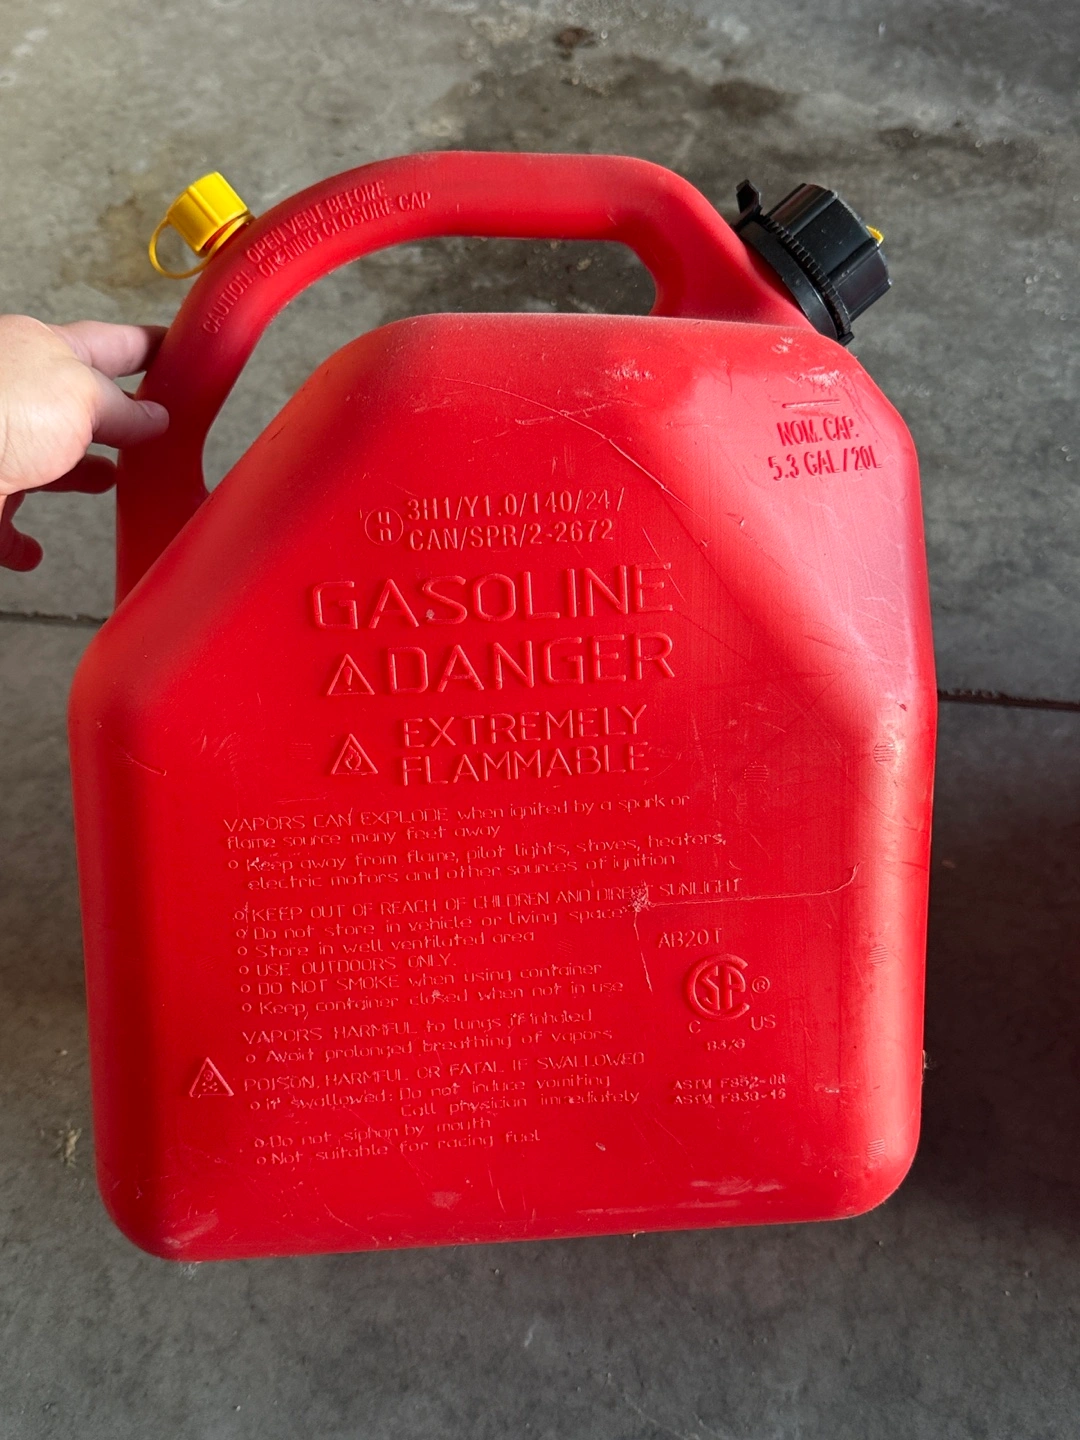 CAUTION: OPEN VENT BEFORE
OPENING CLOSURE CAP
NOM. CAP.
5.3 GAL / 20L
UN 3H1/Y1.0/140/24/
CAN/SPR/2-2672
GASOLINE
DANGER
EXTREMELY
FLAMMABLE
VAPORS CAN EXPLODE when ignited by a spark or
flame source many feet away
o Keep away from flame, pilot lights, stoves, heaters,
electric motors and other sources of ignition
o KEEP OUT OF REACH OF CHILDREN AND DIRECT SUNLIGHT
o Do not store in vehicle or living space
o Store in well ventilated area
o USE OUTDOORS ONLY.
o DO NOT SMOKE when using container
o Keep container closed when not in use
VAPORS HARMFUL to lungs if inhaled
o Avoid prolonged breathing of vapors
POISON, HARMFUL OR FATAL IF SWALLOWED
o If swallowed: Do not induce vomiting
Call physician immediately
o Do not siphon by mouth
o Not suitable for racing fuel
AB20T
SP ®
C US
ASTM F852-08
ASTM F839-15